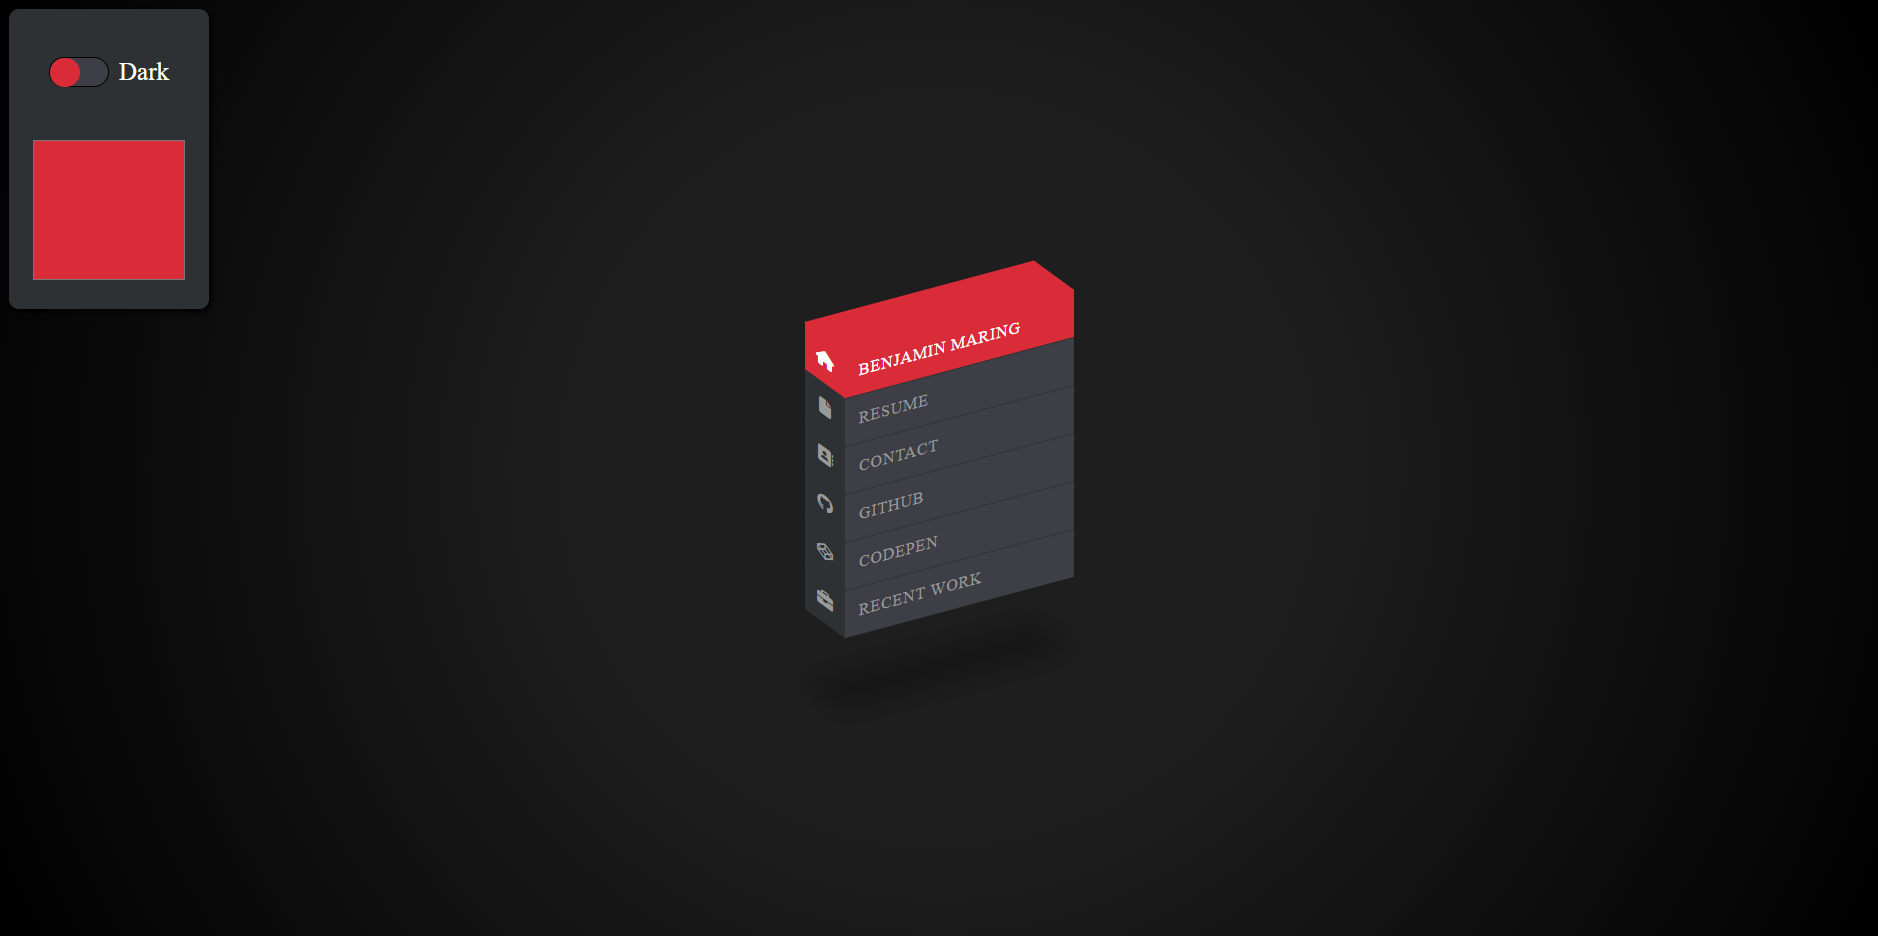 Dark
BENJAMIN MARING
RESUME
CONTACT
GITHUB
CODEPEN
RECENT WORK